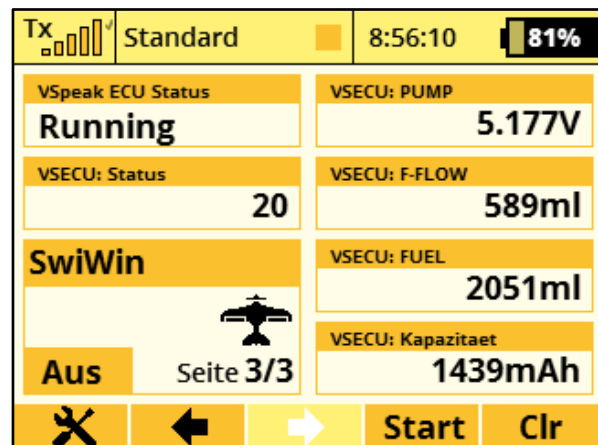 Tx Standard 8:56:10 81%
VSpeak ECU Status
Running
VSECU: Status
20
SwiWin
Aus Seite 3/3
VSECU: PUMP
5.177V
VSECU: F-FLOW
589ml
VSECU: FUEL
2051ml
VSECU: Kapazitaet
1439mAh
Start Clr